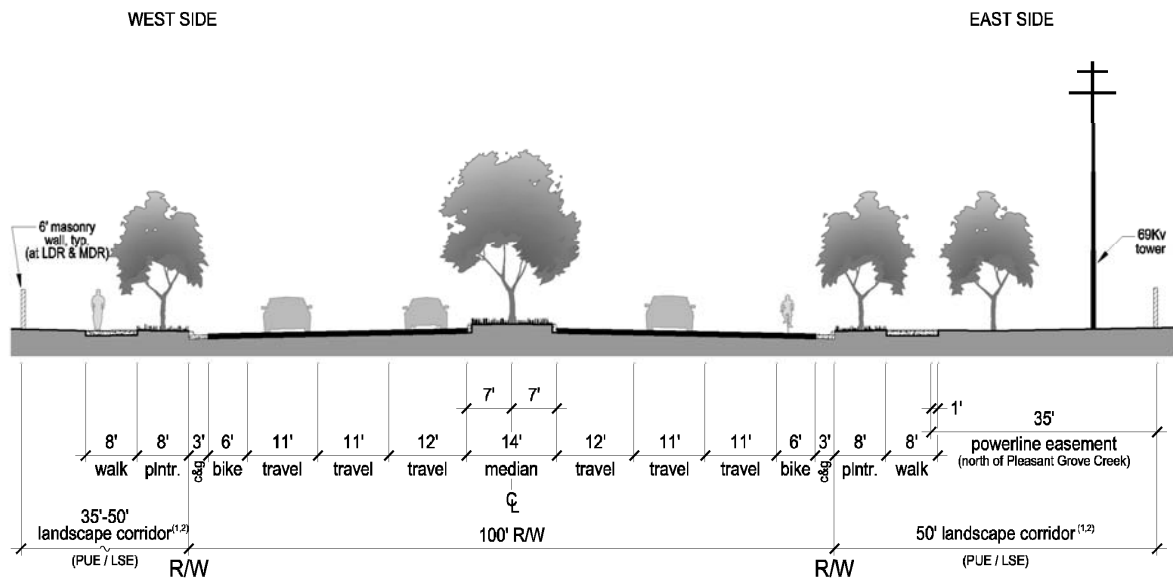 WEST SIDE
EAST SIDE
6' masonry
wall, typ.
(at LDR & MDR)
69Kv
tower
7'
7'
1'
35'
powerline easement
(north of Pleasant Grove Creek)
8'
8'
3'
6'
11'
11'
12'
14'
12'
11'
11'
6'
3'
8'
8'
walk
plntr.
c&g
bike
travel
travel
travel
median
travel
travel
travel
bike
c&g
plntr.
walk
℄
35'-50'
landscape corridor(1,2)
(PUE / LSE)
R/W
100' R/W
R/W
50' landscape corridor(1,2)
(PUE / LSE)